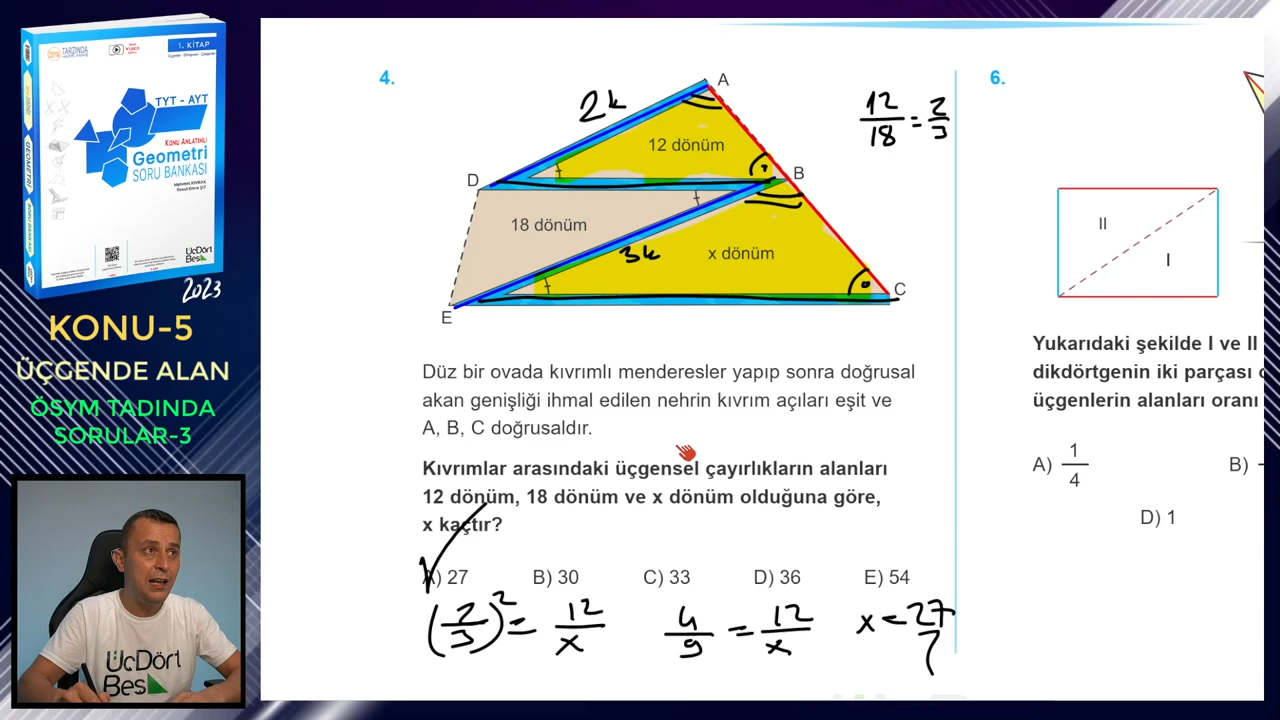 TARZINDA
1. KİTAP
TYT - AYT
KONU ANLATIMLI
Geometri
SORU BANKASI
GEOMETRİ
ÜçDört
Beş
2023
KONU-5
ÜÇGENDE ALAN
ÖSYM TADINDA
SORULAR-3
ÜçDört
Beş
4.
A
2k
12 dönüm
12/18 = 2/3
D
B
18 dönüm
3k
x dönüm
C
E
Düz bir ovada kıvrımlı menderesler yapıp sonra doğrusal
akan genişliği ihmal edilen nehrin kıvrım açıları eşit ve
A, B, C doğrusaldır.
Kıvrımlar arasındaki üçgensel çayırlıkların alanları
12 dönüm, 18 dönüm ve x dönüm olduğuna göre,
x kaçtır?
A) 27 B) 30 C) 33 D) 36 E) 54
(2/3)² = 12/x 4/9 = 12/x x = 27
6.
II
I
Yukarıdaki şekilde I ve II
dikdörtgenin iki parçası
üçgenlerin alanları oranı
A) 1/4 B)
D) 1